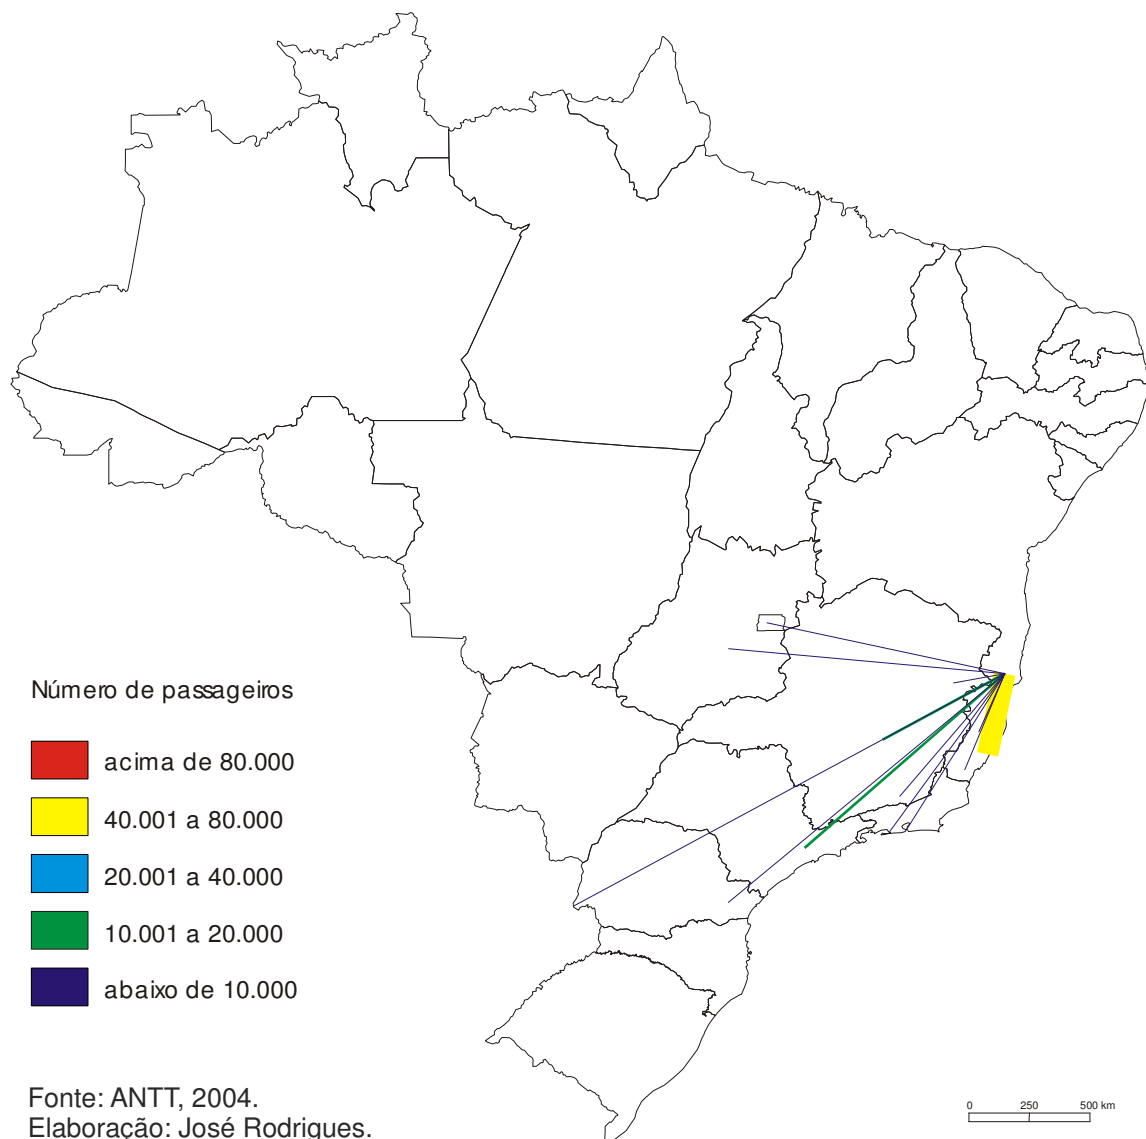 Número de passageiros
acima de 80.000
40.001 a 80.000
20.001 a 40.000
10.001 a 20.000
abaixo de 10.000
Fonte: ANTT, 2004.
Elaboração: José Rodrigues.
0 250 500 km